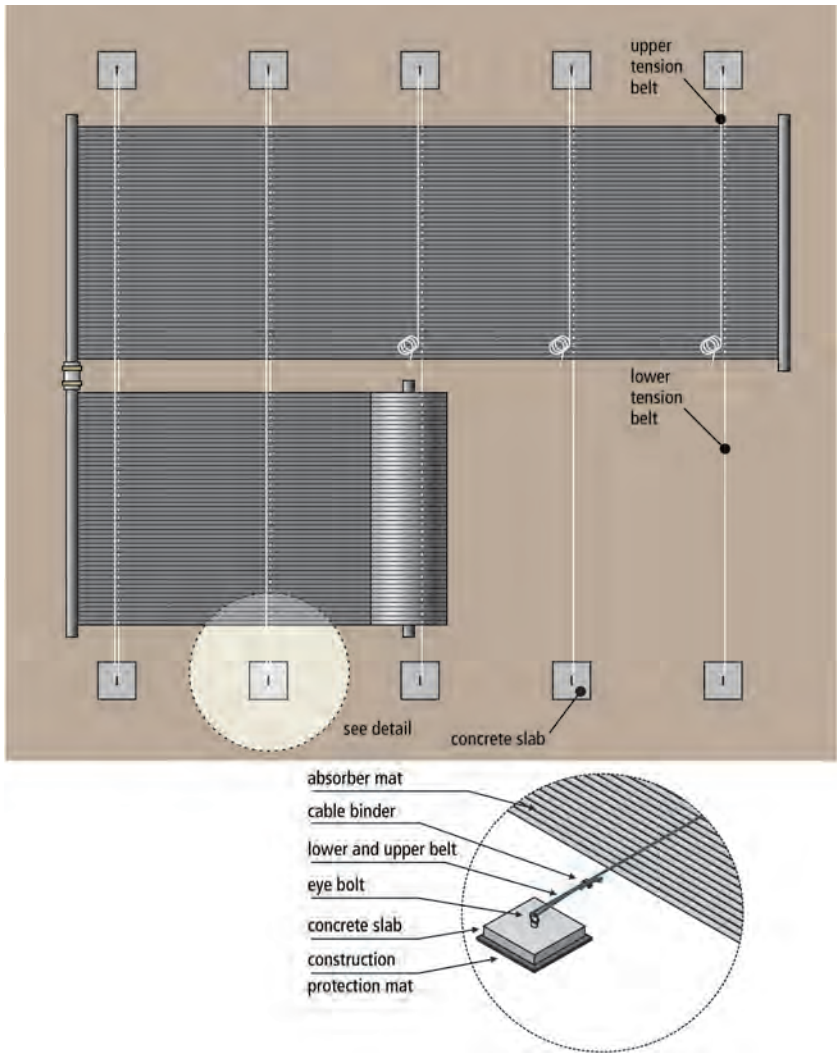 upper
tension
belt
lower
tension
belt
see detail
concrete slab
absorber mat
cable binder
lower and upper belt
eye bolt
concrete slab
construction
protection mat